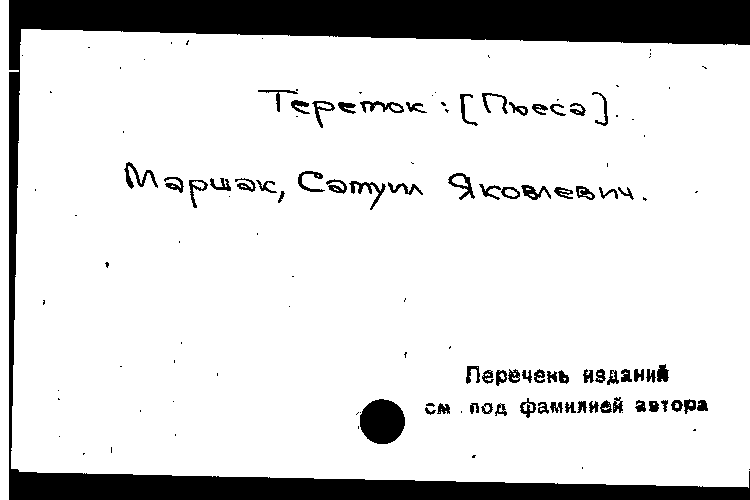 Теремок : [Пьеса].
Маршак, Самуил Яковлевич.
Перечень изданий
см. под фамилией автора